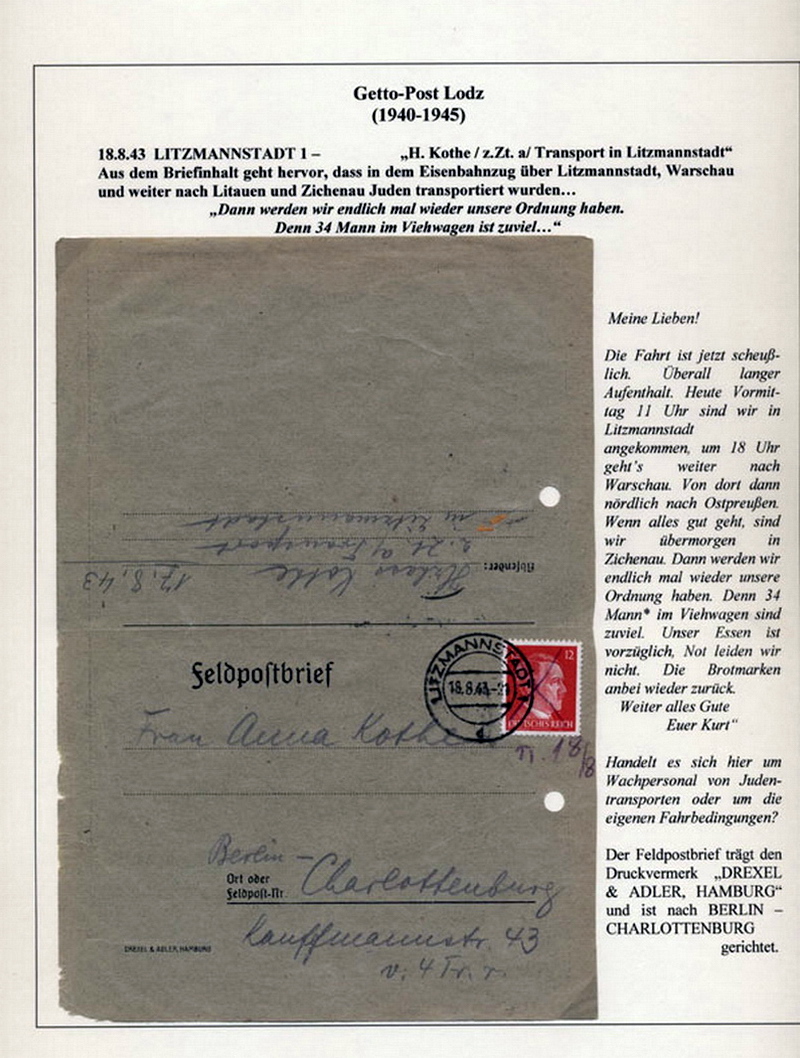 Getto-Post Lodz
(1940-1945)
18.8.43 LITZMANNSTADT 1 – „H. Kothe / z.Zt. a/ Transport in Litzmannstadt“
Aus dem Briefinhalt geht hervor, dass in dem Eisenbahnzug über Litzmannstadt, Warschau
und weiter nach Litauen und Zichenau Juden transportiert wurden…
„Dann werden wir endlich mal wieder unsere Ordnung haben.
Denn 34 Mann im Viehwagen ist zuviel…“
Meine Lieben!
Die Fahrt ist jetzt scheuß-
lich. Überall langer
Aufenthalt. Heute Vormit-
tag 11 Uhr sind wir in
Litzmannstadt
angekommen, um 18 Uhr
geht's weiter nach
Warschau. Von dort dann
nördlich nach Ostpreußen.
Wenn alles gut geht, sind
wir übermorgen in
Zichenau. Dann werden wir
endlich mal wieder unsere
Ordnung haben. Denn 34
Mann* im Viehwagen sind
zuviel. Unser Essen ist
vorzüglich, Not leiden wir
nicht. Die Brotmarken
anbei wieder zurück.
Weiter alles Gute
Euer Kurt“
Handelt es sich hier um
Wachpersonal von Juden-
transporten oder um die
eigenen Fahrbedingungen?
Der Feldpostbrief trägt den
Druckvermerk „DREXEL
& ADLER, HAMBURG“
und ist nach BERLIN –
CHARLOTTENBURG
gerichtet.
in Litzmannstadt
z. Zt. a/ Transport
Absender: Kothe 17.8.43
Feldpostbrief
LITZMANNSTADT 1
18.8.43
d
12
DEUTSCHES REICH
Frau Anna Kothe
n. 18/8
Berlin –
Ort oder
Feldpost-Nr.
Charlottenburg
Kauffmannstr. 43
DREXEL & ADLER, HAMBURG
v. 4 Tr. r.